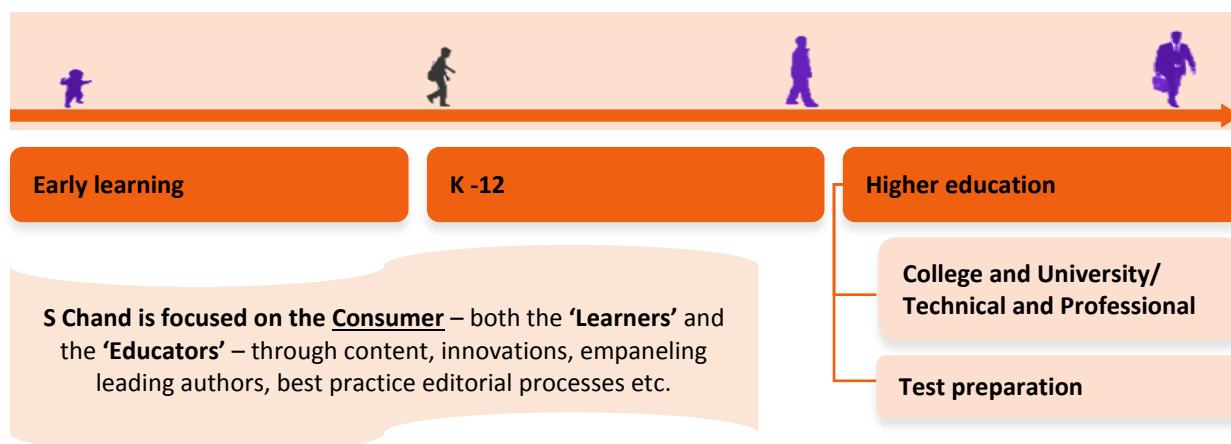 Early learning
K -12
Higher education
College and University/
Technical and Professional
Test preparation
S Chand is focused on the Consumer – both the ‘Learners’ and
the ‘Educators’ – through content, innovations, empaneling
leading authors, best practice editorial processes etc.